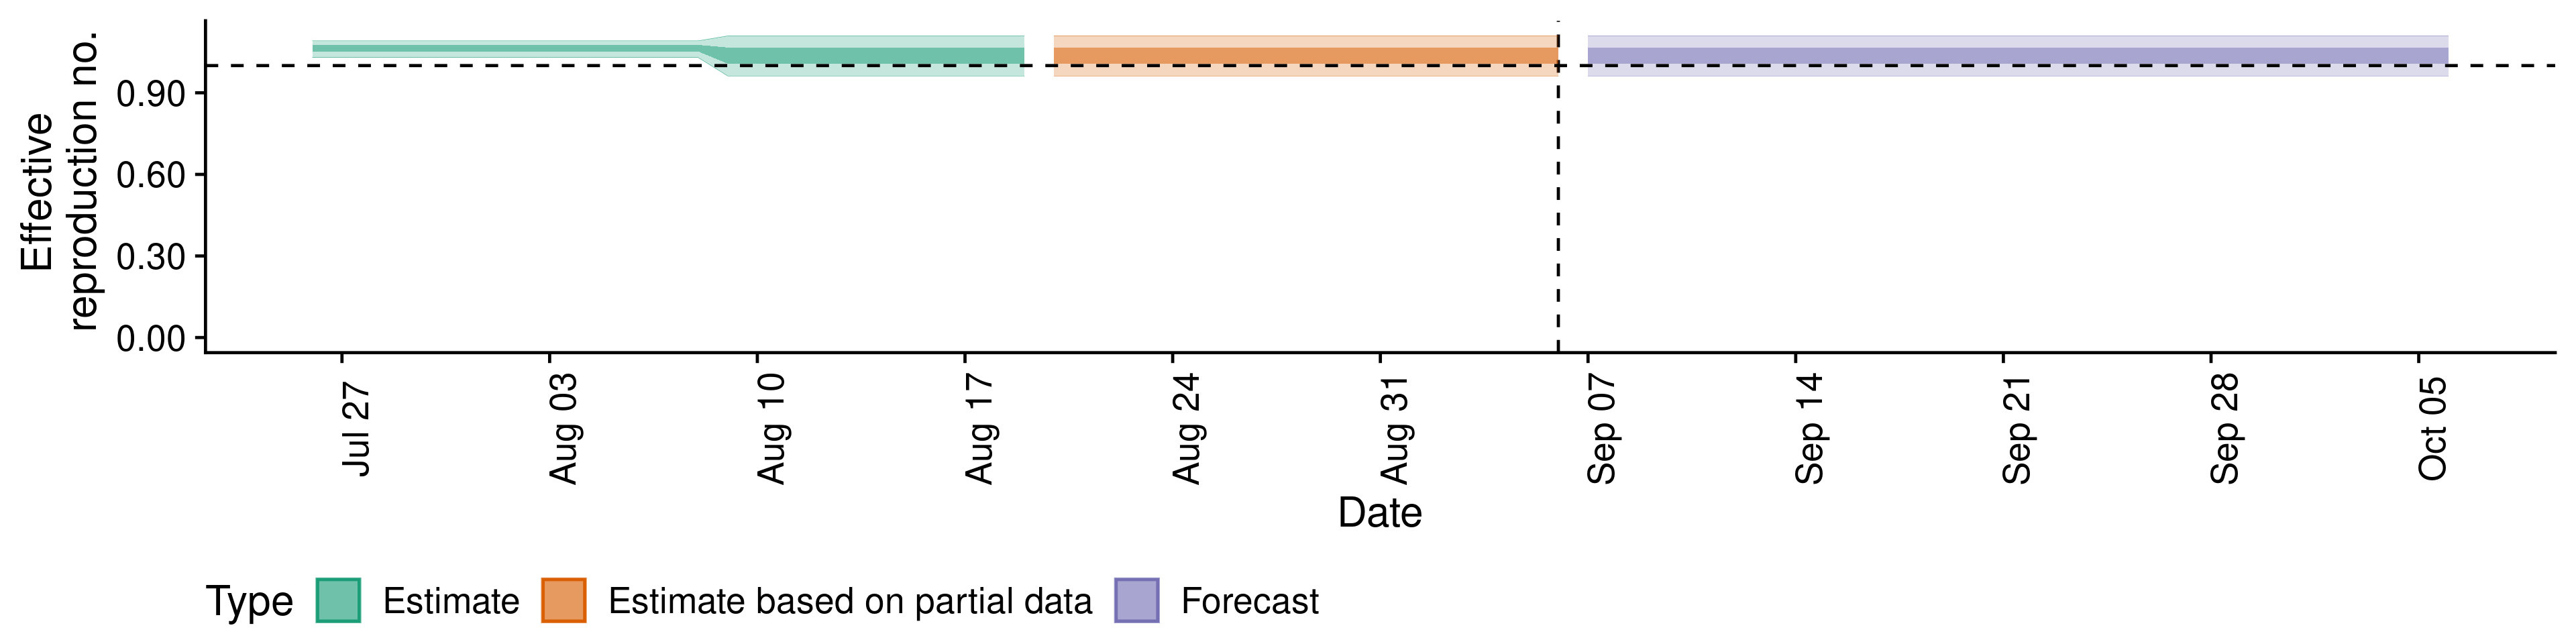 Effective
reproduction no.
0.90
0.60
0.30
0.00
Jul 27
Aug 03
Aug 10
Aug 17
Aug 24
Aug 31
Sep 07
Sep 14
Sep 21
Sep 28
Oct 05
Date
Type Estimate Estimate based on partial data Forecast